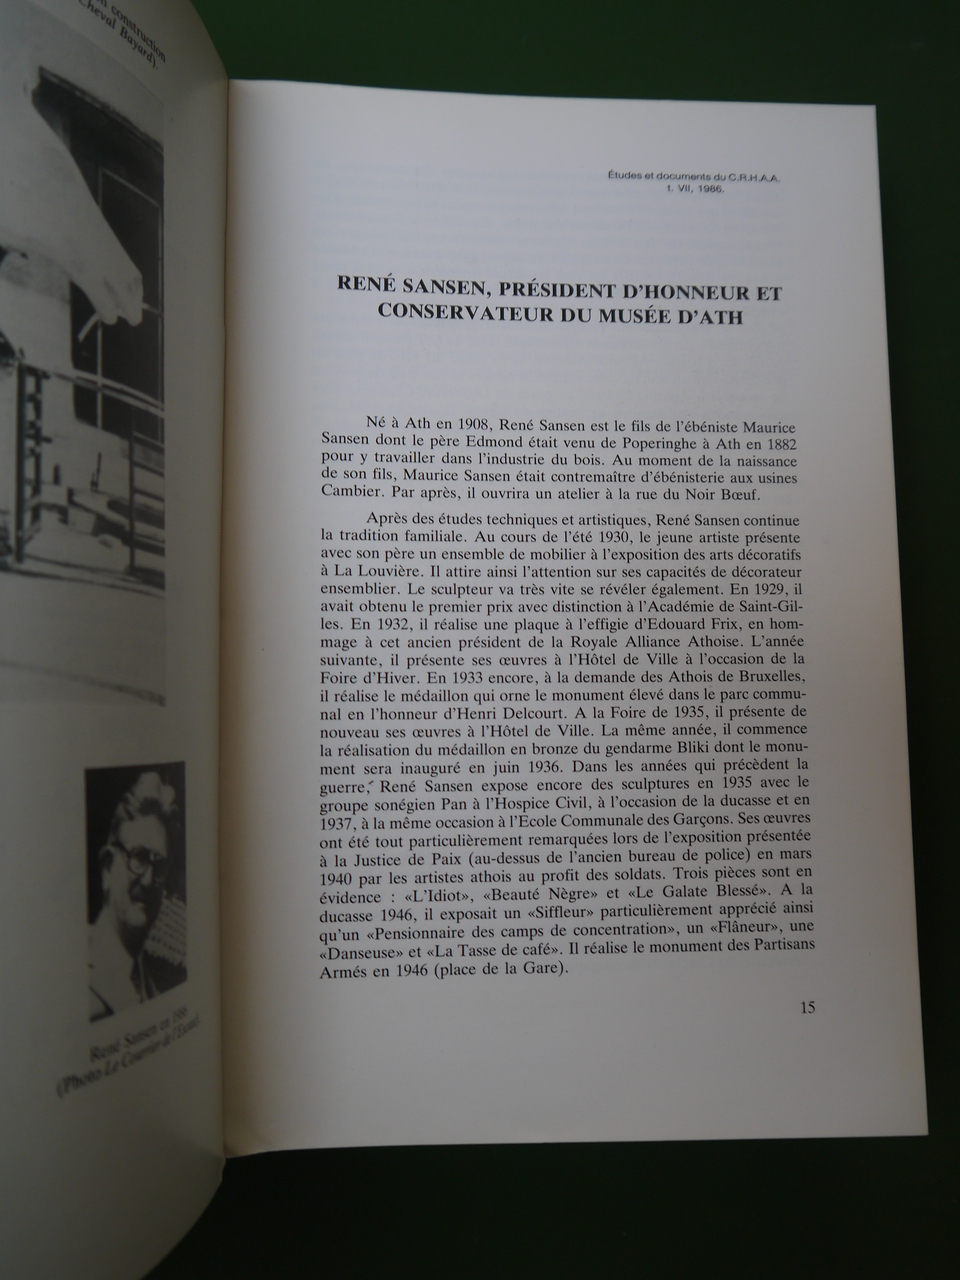 construction
Cheval Bayard).
René Sansen en
(Photo Le Courrier de l'Escaut
Études et documents du C.R.H.A.A.
t. VII, 1986.
RENÉ SANSEN, PRÉSIDENT D'HONNEUR ET
CONSERVATEUR DU MUSÉE D'ATH
Né à Ath en 1908, René Sansen est le fils de l'ébéniste Maurice
Sansen dont le père Edmond était venu de Poperinghe à Ath en 1882
pour y travailler dans l'industrie du bois. Au moment de la naissance
de son fils, Maurice Sansen était contremaître d'ébénisterie aux usines
Cambier. Par après, il ouvrira un atelier à la rue du Noir Bœuf.
Après des études techniques et artistiques, René Sansen continue
la tradition familiale. Au cours de l'été 1930, le jeune artiste présente
avec son père un ensemble de mobilier à l'exposition des arts décoratifs
à La Louvière. Il attire ainsi l'attention sur ses capacités de décorateur
ensemblier. Le sculpteur va très vite se révéler également. En 1929, il
avait obtenu le premier prix avec distinction à l'Académie de Saint-Gil-
les. En 1932, il réalise une plaque à l'effigie d'Edouard Frix, en hom-
mage à cet ancien président de la Royale Alliance Athoise. L'année
suivante, il présente ses œuvres à l'Hôtel de Ville à l'occasion de la
Foire d'Hiver. En 1933 encore, à la demande des Athois de Bruxelles,
il réalise le médaillon qui orne le monument élevé dans le parc commu-
nal en l'honneur d'Henri Delcourt. A la Foire de 1935, il présente de
nouveau ses œuvres à l'Hôtel de Ville. La même année, il commence
la réalisation du médaillon en bronze du gendarme Bliki dont le monu-
ment sera inauguré en juin 1936. Dans les années qui précèdent la
guerre, René Sansen expose encore des sculptures en 1935 avec le
groupe sonégien Pan à l'Hospice Civil, à l'occasion de la ducasse et en
1937, à la même occasion à l'Ecole Communale des Garçons. Ses œuvres
ont été tout particulièrement remarquées lors de l'exposition présentée
à la Justice de Paix (au-dessus de l'ancien bureau de police) en mars
1940 par les artistes athois au profit des soldats. Trois pièces sont en
évidence : «L'Idiot», «Beauté Nègre» et «Le Galate Blessé». A la
ducasse 1946, il exposait un «Siffleur» particulièrement apprécié ainsi
qu'un «Pensionnaire des camps de concentration», un «Flâneur», une
«Danseuse» et «La Tasse de café». Il réalise le monument des Partisans
Armés en 1946 (place de la Gare).
15